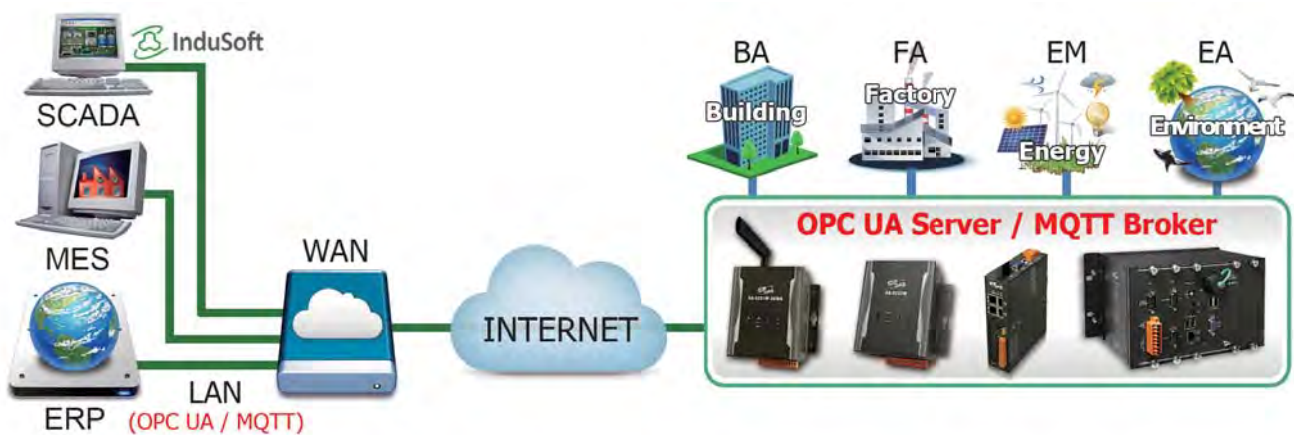 InduSoft
SCADA
MES
ERP
LAN
(OPC UA / MQTT)
WAN
INTERNET
BA
Building
FA
Factory
EM
Energy
EA
Environment
OPC UA Server / MQTT Broker